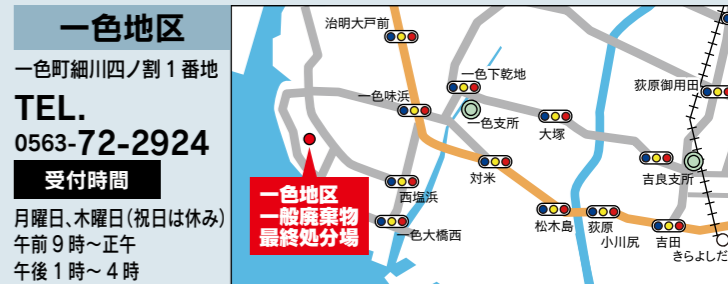 一色地区
一色町細川四ノ割1番地
TEL.
0563-72-2924
受付時間
月曜日、木曜日(祝日は休み)
午前9時～正午
午後1時～4時
治明大戸前
一色下乾地
荻原御用田
一色味浜
一色支所
大塚
対米
吉良支所
西塩浜
一色地区
一般廃棄物
最終処分場
一色大橋西
松木島
荻原
小川尻
吉田
きらよしだ